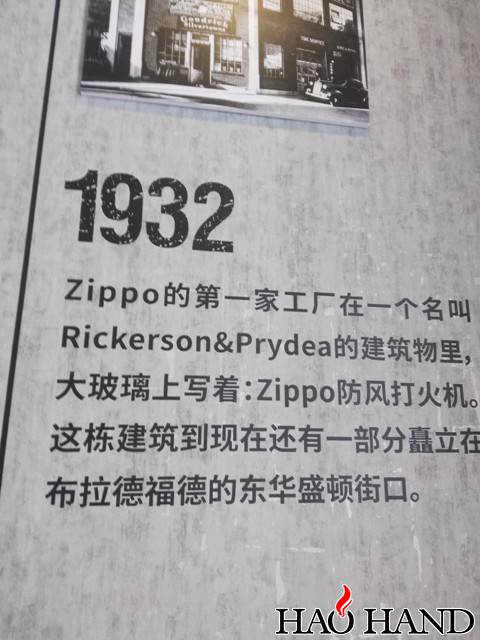 Goodrich
Silvertowns
1932
Zippo的第一家工厂在一个名叫
Rickerson&Prydea的建筑物里,
大玻璃上写着:Zippo防风打火机。
这栋建筑到现在还有一部分矗立在
布拉德福德的东华盛顿街口。
HAO HAND